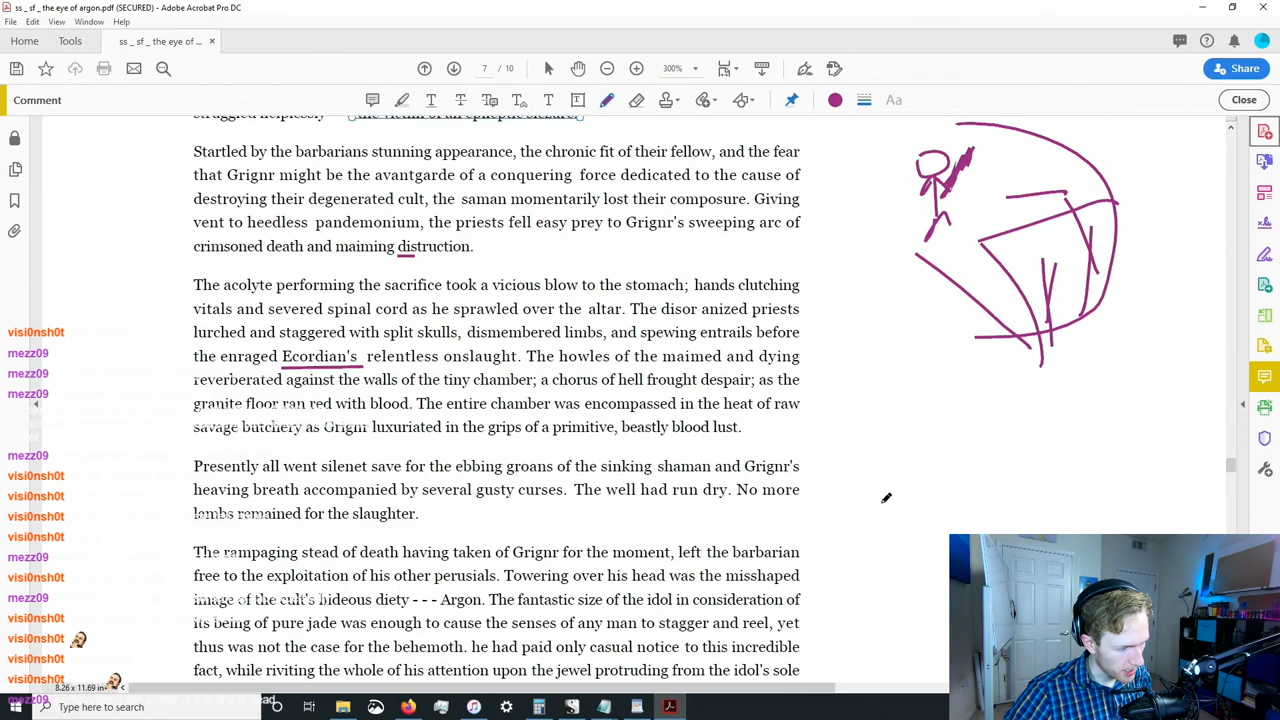 ss _ sf _ the eye of argon.pdf (SECURED) - Adobe Acrobat Pro DC
File Edit View Window Help
Home Tools ss _ sf _ the eye of ... ×
7 / 10 300% Share
Comment Aa Close
struggled helplessly the victim of an epileptic siezure.
Startled by the barbarians stunning appearance, the chronic fit of their fellow, and the fear
that Grignr might be the avantgarde of a conquering force dedicated to the cause of
destroying their degenerated cult, the saman momentarily lost their composure. Giving
vent to heedless pandemonium, the priests fell easy prey to Grignr's sweeping arc of
crimsoned death and maiming distruction.
The acolyte performing the sacrifice took a vicious blow to the stomach; hands clutching
vitals and severed spinal cord as he sprawled over the altar. The disor anized priests
lurched and staggered with split skulls, dismembered limbs, and spewing entrails before
the enraged Ecordian's relentless onslaught. The howles of the maimed and dying
reverberated against the walls of the tiny chamber; a chorus of hell frought despair; as the
granite floor ran red with blood. The entire chamber was encompassed in the heat of raw
savage butchery as Grignr luxuriated in the grips of a primitive, beastly blood lust.
Presently all went silenet save for the ebbing groans of the sinking shaman and Grignr's
heaving breath accompanied by several gusty curses. The well had run dry. No more
lambs remained for the slaughter.
The rampaging stead of death having taken of Grignr for the moment, left the barbarian
free to the exploitation of his other perusials. Towering over his head was the misshaped
image of the cult's hideous diety - - - Argon. The fantastic size of the idol in consideration of
its being of pure jade was enough to cause the senses of any man to stagger and reel, yet
thus was not the case for the behemoth. he had paid only casual notice to this incredible
fact, while riviting the whole of his attention upon the jewel protruding from the idol's sole
visi0nsh0t
mezz09
mezz09
mezz09
mezz09
visi0nsh0t
visi0nsh0t
visi0nsh0t
visi0nsh0t
mezz09
visi0nsh0t
mezz09
visi0nsh0t
visi0nsh0t
visi0nsh0t
visi0nsh0t
mezz09 is dead
8.26 x 11.69 in
Type here to search